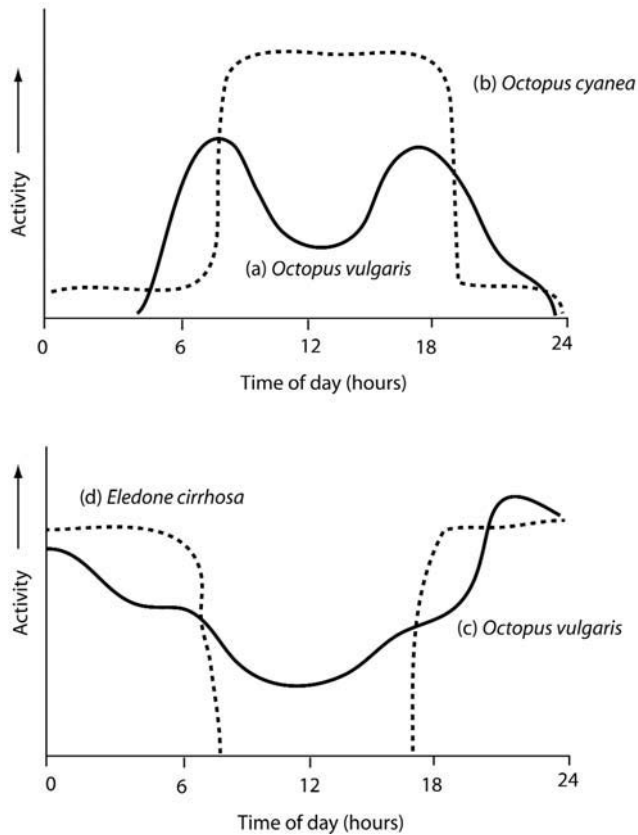 (b) Octopus cyanea
Activity
(a) Octopus vulgaris
0 6 12 18 24
Time of day (hours)
(d) Eledone cirrhosa
Activity
(c) Octopus vulgaris
0 6 12 18 24
Time of day (hours)